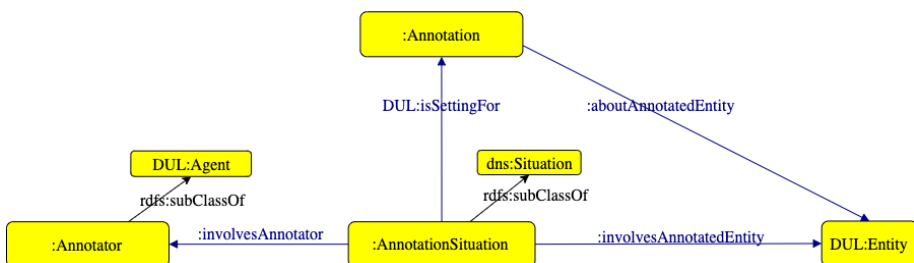 :Annotation
DUL:isSettingFor
:aboutAnnotatedEntity
DUL:Agent
dns:Situation
rdfs:subClassOf
rdfs:subClassOf
:Annotator
:involvesAnnotator
:AnnotationSituation
:involvesAnnotatedEntity
DUL:Entity